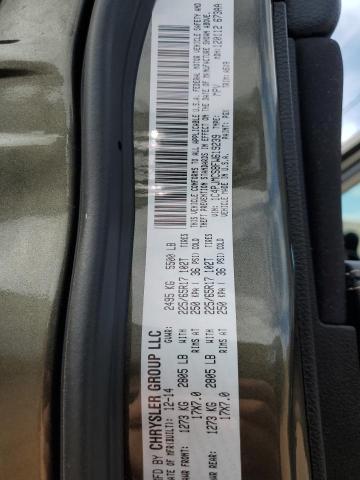 MFD BY CHRYSLER GROUP LLC
DATE OF MFR(BUILT): 12-14 GVWR: 2495 KG 5500 LB
GAWR FRONT: 1273 KG 2805 LB WITH 225/65R17 102T TIRES
17X7.0 RIMS AT 250 KPA( 36 PSI) COLD
GAWR REAR: 1273 KG 2805 LB WITH 225/65R17 102T TIRES
17X7.0 RIMS AT 250 KPA( 36 PSI) COLD
THIS VEHICLE CONFORMS TO ALL APPLICABLE U.S.A. FEDERAL MOTOR VEHICLE SAFETY AND
THEFT PREVENTION STANDARDS IN EFFECT ON THE DATE OF MANUFACTURE SHOWN ABOVE.
VIN: MPV
MADE IN U.S.A. PAINT: